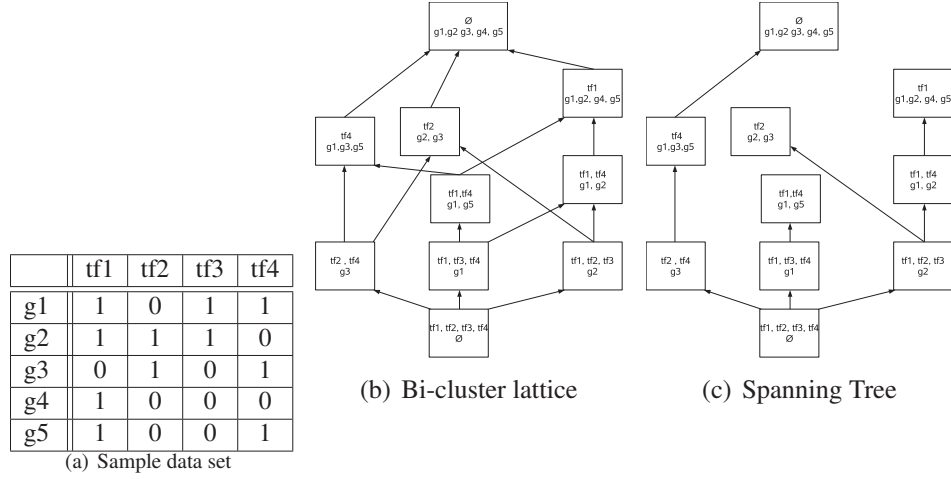 tf1 tf2 tf3 tf4
g1 1 0 1 1
g2 1 1 1 0
g3 0 1 0 1
g4 1 0 0 0
g5 1 0 0 1
(a) Sample data set
Ø
g1,g2 g3, g4, g5
tf1
g1,g2, g4, g5
tf2
g2, g3
tf4
g1,g3,g5
tf1, tf4
g1, g2
tf1,tf4
g1, g5
tf2 , tf4
g3
tf1, tf3, tf4
g1
tf1, tf2, tf3
g2
tf1, tf2, tf3, tf4
Ø
(b) Bi-cluster lattice
Ø
g1,g2 g3, g4, g5
tf1
g1,g2, g4, g5
tf2
g2, g3
tf4
g1,g3,g5
tf1, tf4
g1, g2
tf1,tf4
g1, g5
tf2 , tf4
g3
tf1, tf3, tf4
g1
tf1, tf2, tf3
g2
tf1, tf2, tf3, tf4
Ø
(c) Spanning Tree